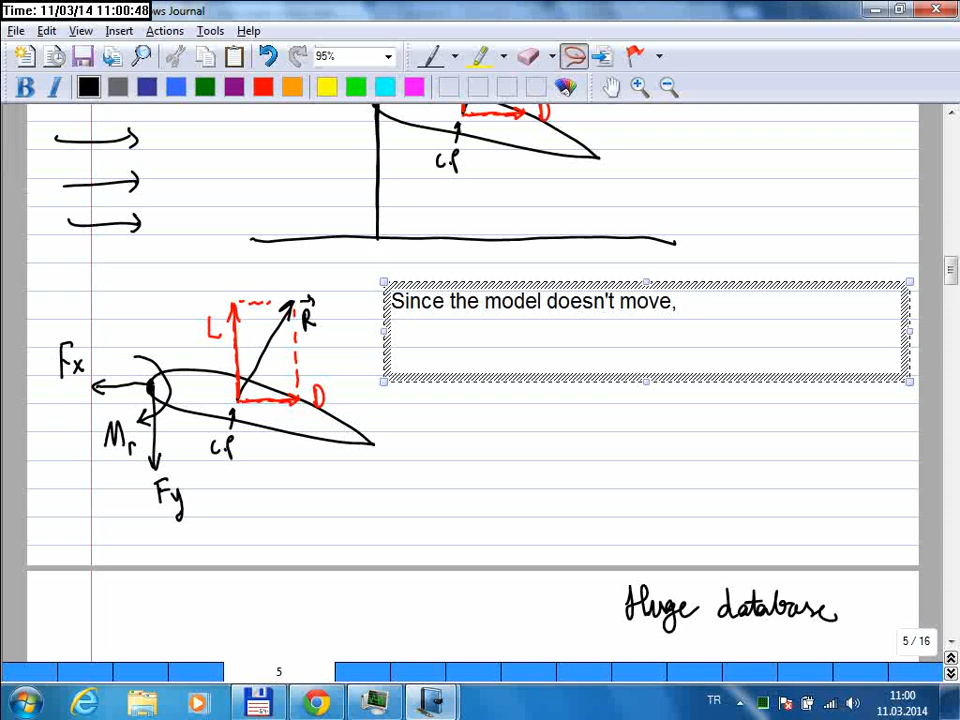 Time: 11/03/14 11:00:48
ws Journal
File Edit View Insert Actions Tools Help
95%
B I
D
C.P
Since the model doesn't move,
L
R
Fx
D
Mr
C.P
Fy
Huge database
5 / 16
5
TR
11:00
11.03.2014